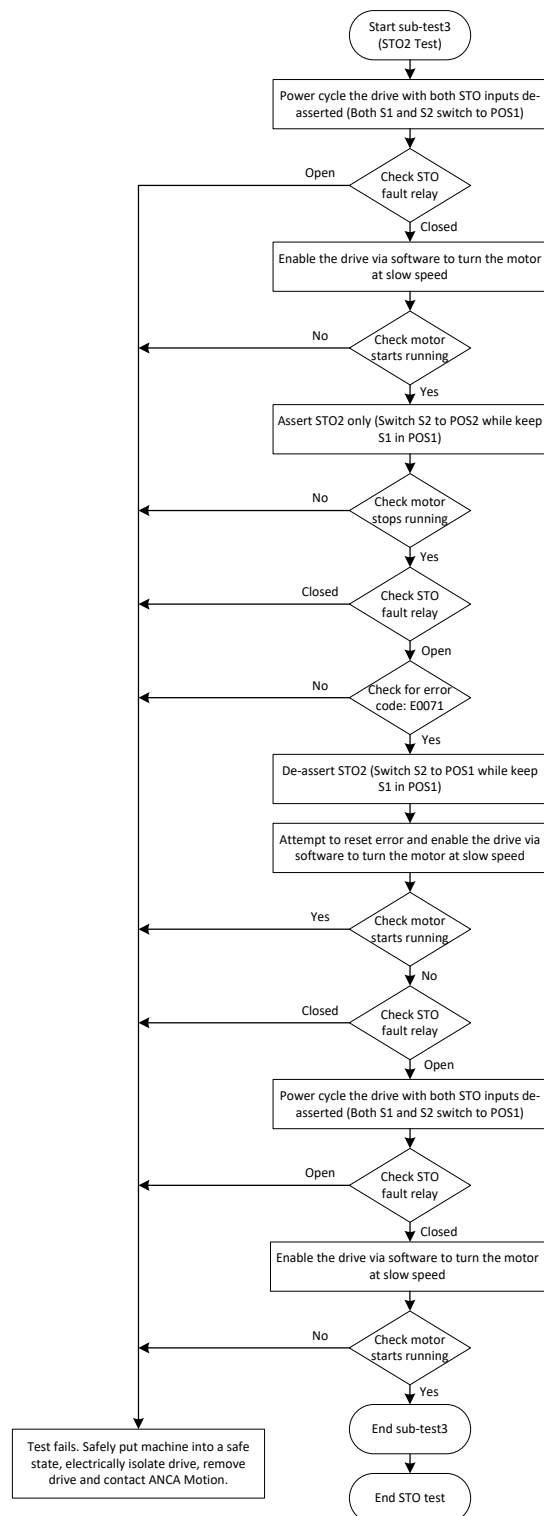 Start sub-test3
(STO2 Test)
Power cycle the drive with both STO inputs de-
asserted (Both S1 and S2 switch to POS1)
Open
Check STO
fault relay
Closed
Enable the drive via software to turn the motor
at slow speed
No
Check motor
starts running
Yes
Assert STO2 only (Switch S2 to POS2 while keep
S1 in POS1)
No
Check motor
stops running
Yes
Closed
Check STO
fault relay
Open
No
Check for error
code: E0071
Yes
De-assert STO2 (Switch S2 to POS1 while keep
S1 in POS1)
Attempt to reset error and enable the drive via
software to turn the motor at slow speed
Yes
Check motor
starts running
No
Closed
Check STO
fault relay
Open
Power cycle the drive with both STO inputs de-
asserted (Both S1 and S2 switch to POS1)
Open
Check STO
fault relay
Closed
Enable the drive via software to turn the motor
at slow speed
No
Check motor
starts running
Yes
Test fails. Safely put machine into a safe
state, electrically isolate drive, remove
drive and contact ANCA Motion.
End sub-test3
End STO test